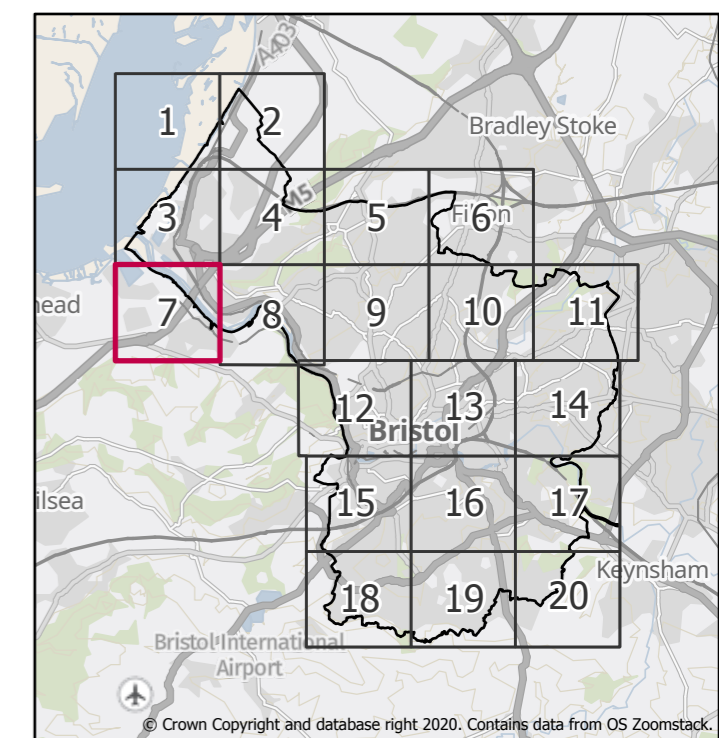 A403
1
2
Bradley Stoke
M5
3
4
5
Filton
6
head
7
8
9
10
11
12
13
14
Bristol
ilsea
15
16
17
Keynsham
18
19
20
Bristol International
Airport
© Crown Copyright and database right 2020. Contains data from OS Zoomstack.